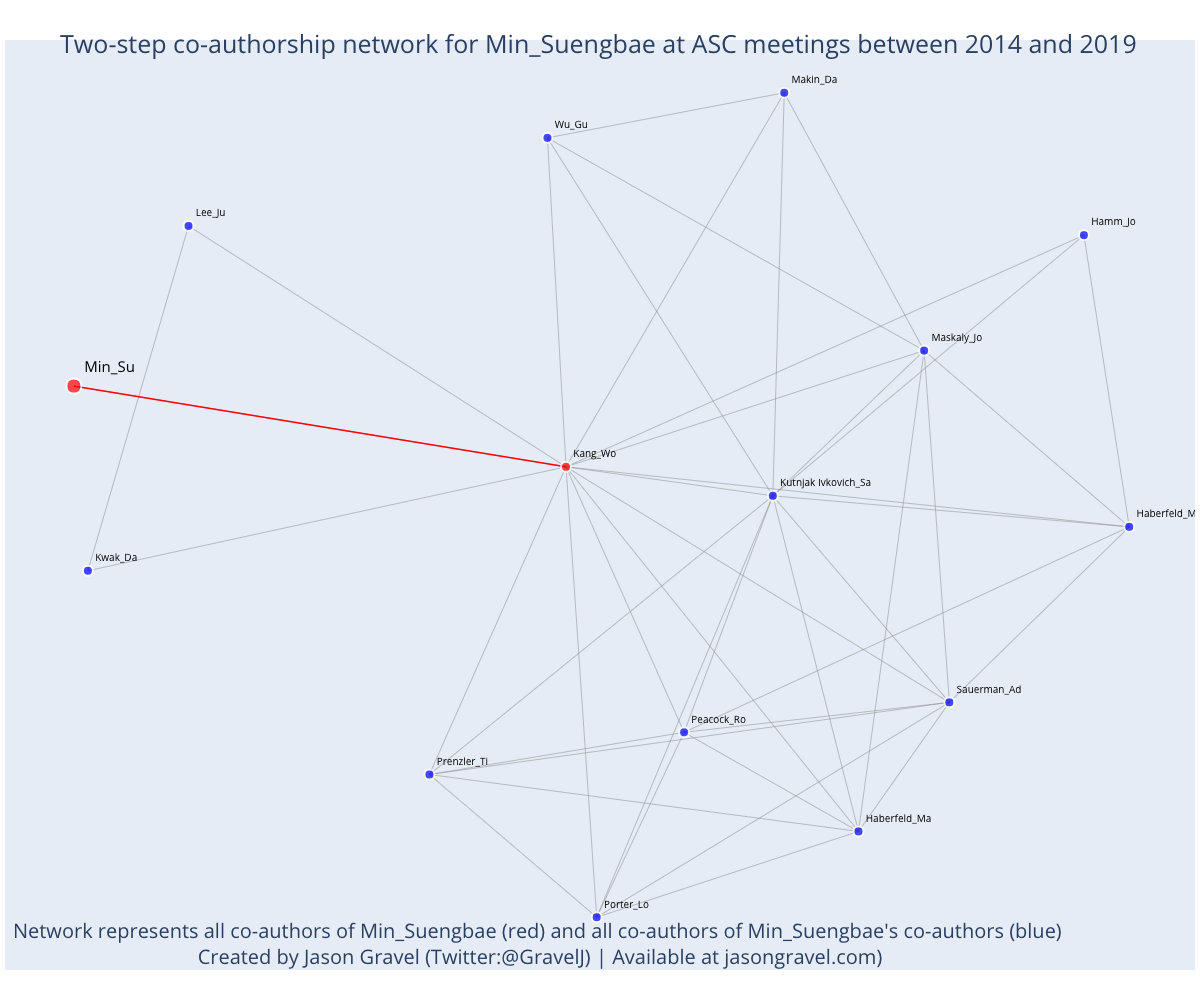 Two-step co-authorship network for Min_Suengbae at ASC meetings between 2014 and 2019
Makin_Da
Wu_Gu
Lee_Ju
Hamm_Jo
Maskaly_Jo
Min_Su
Kang_Wo
Kutnjak Ivkovich_Sa
Haberfeld_M
Kwak_Da
Sauerman_Ad
Peacock_Ro
Prenzler_Ti
Haberfeld_Ma
Porter_Lo
Network represents all co-authors of Min_Suengbae (red) and all co-authors of Min_Suengbae's co-authors (blue)
Created by Jason Gravel (Twitter:@GravelJ) | Available at jasongravel.com)